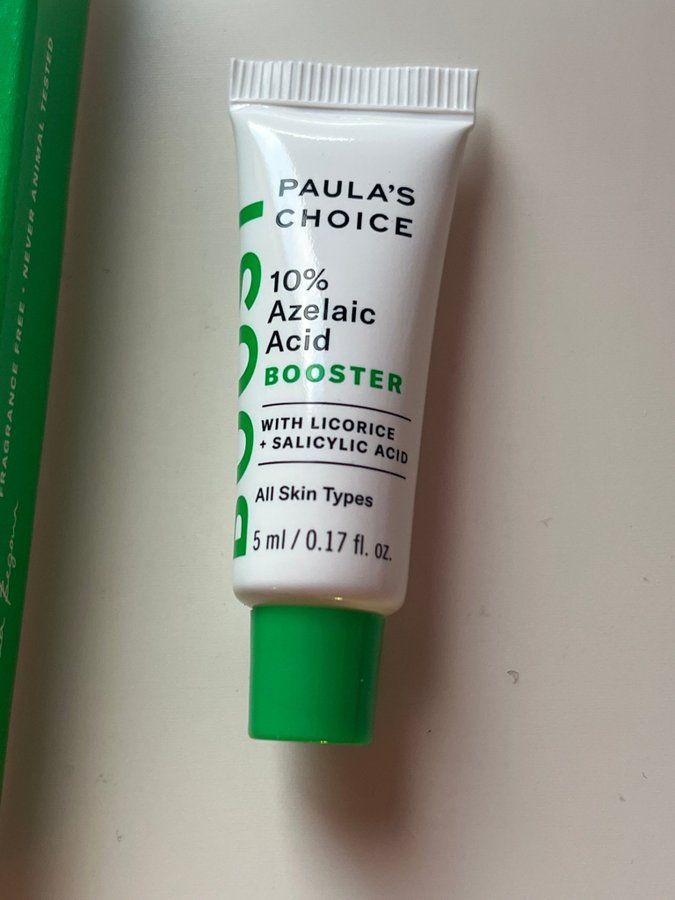 PAULA'S
CHOICE
10%
Azelaic
Acid
BOOSTER
WITH LICORICE
+ SALICYLIC ACID
All Skin Types
5 ml / 0.17 fl. oz.
BOOST
FRAGRANCE FREE • NEVER ANIMAL TESTED